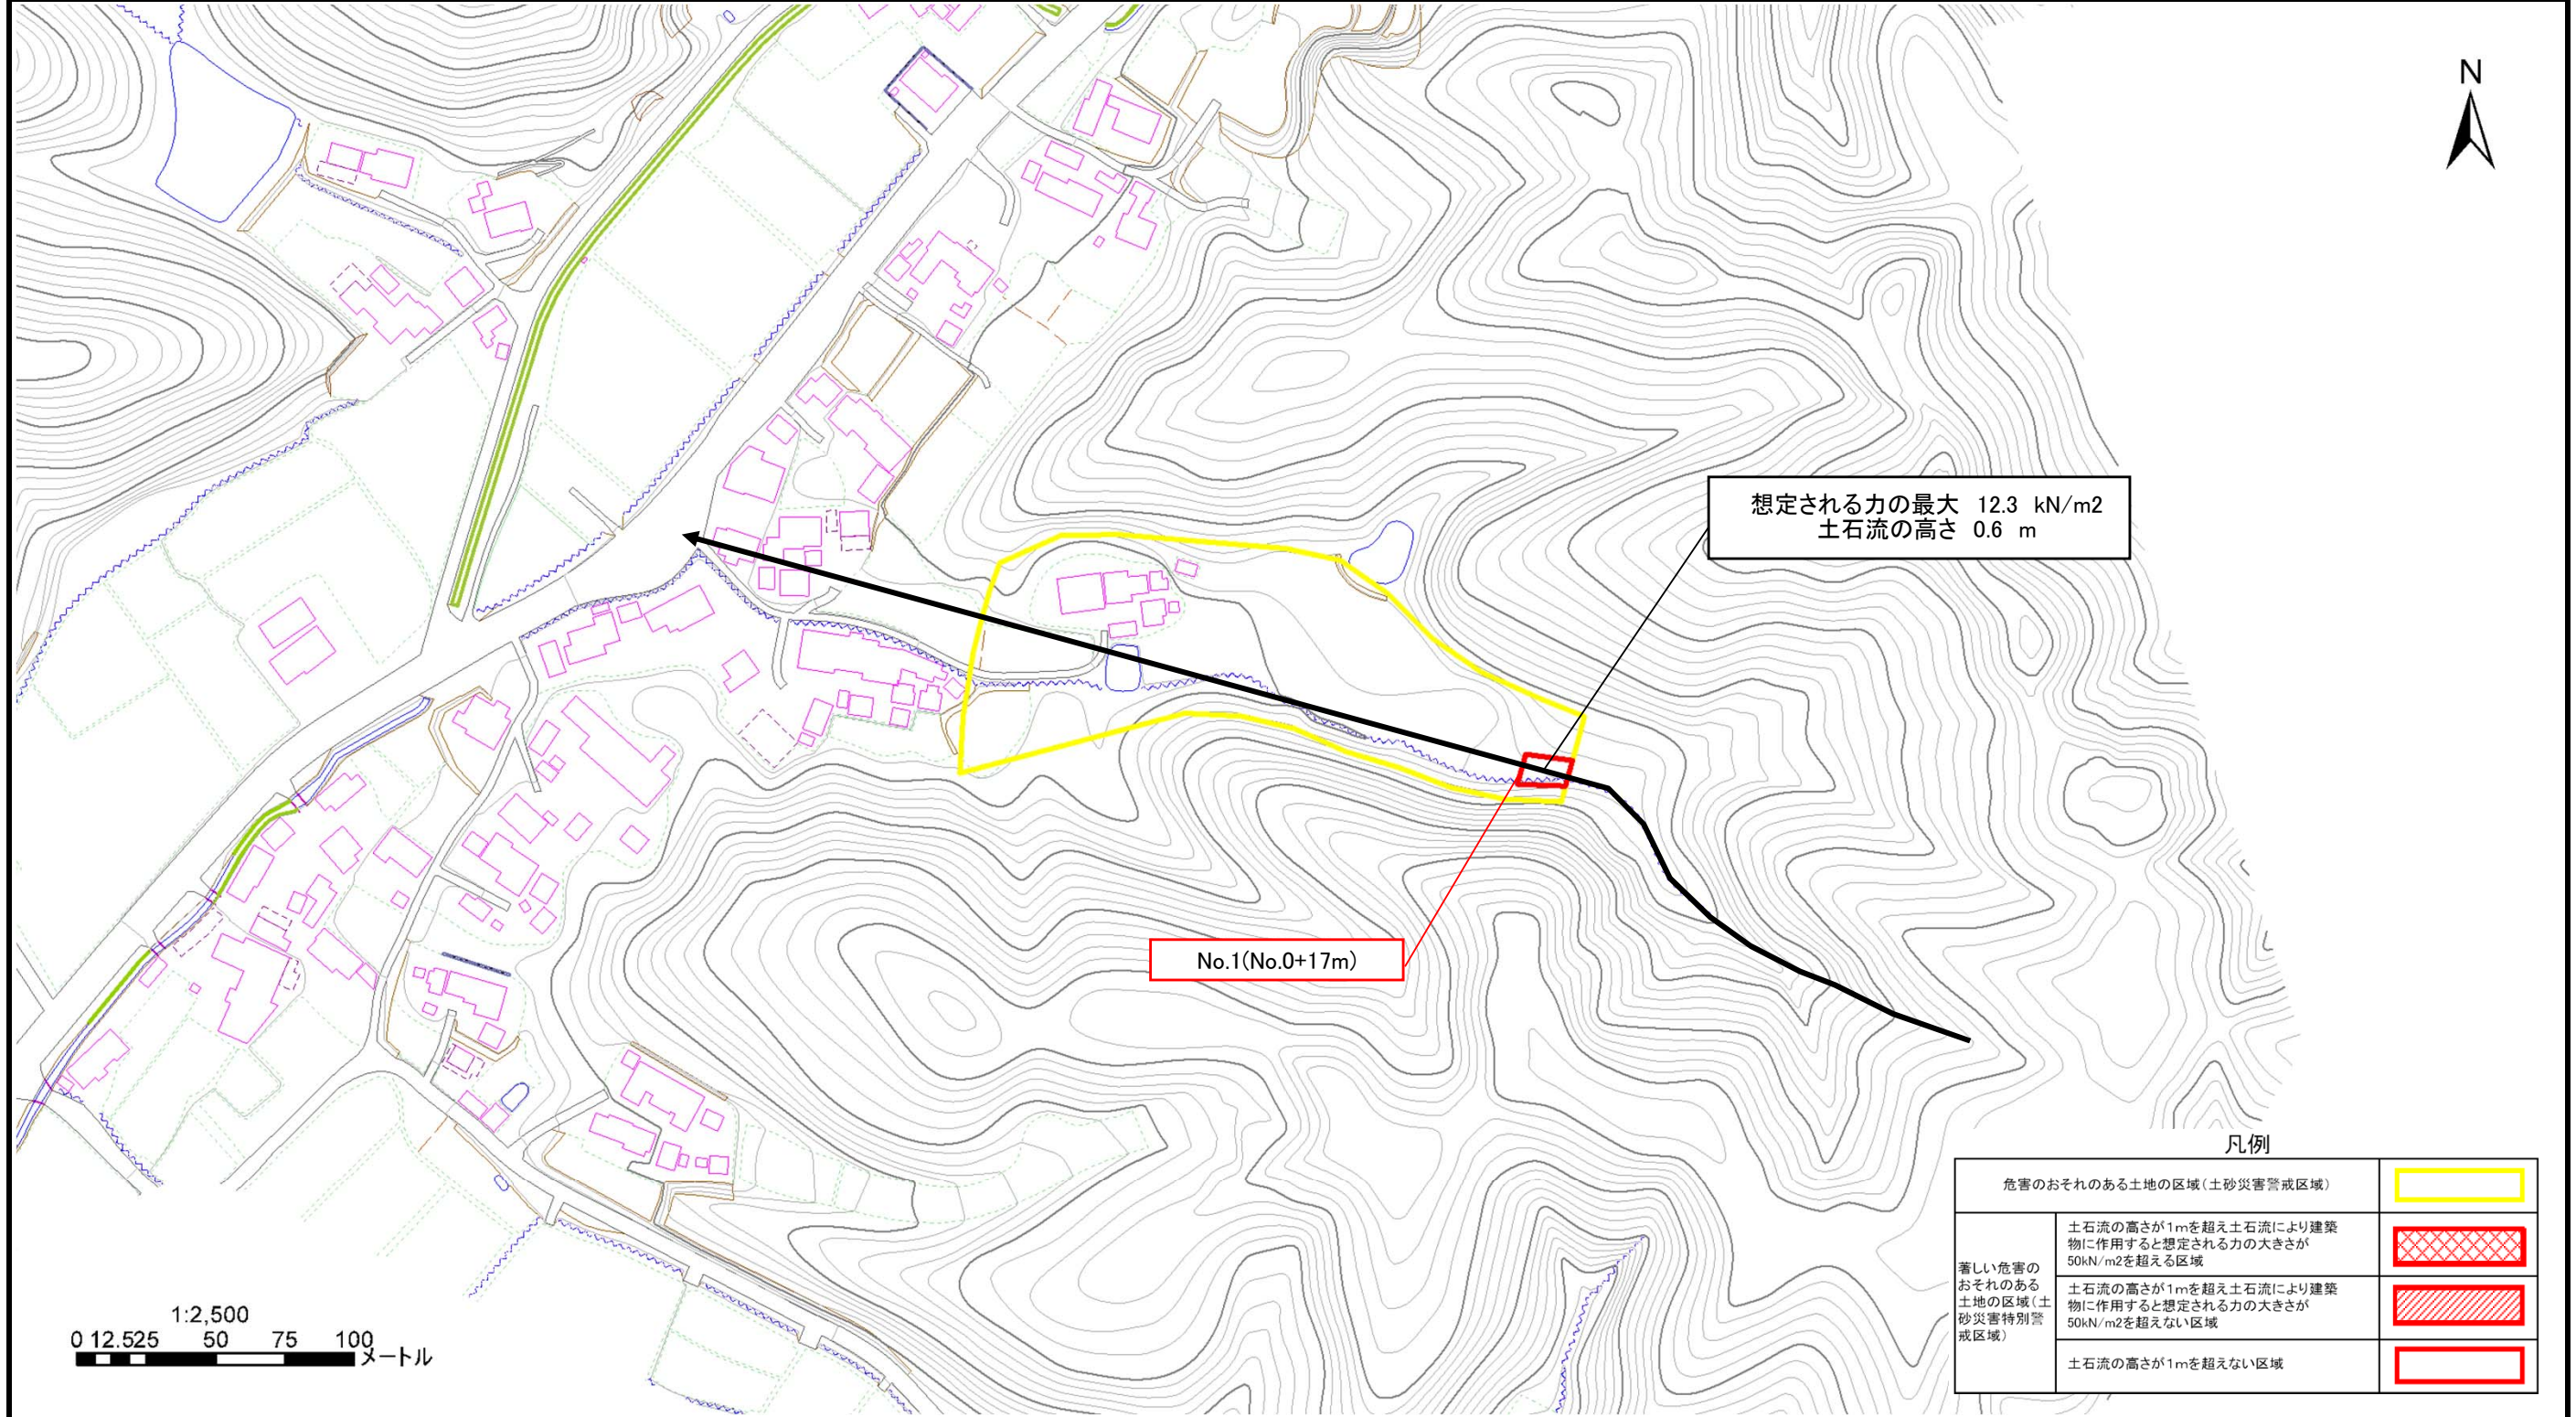 N
想定される力の最大 12.3 kN/m2
土石流の高さ 0.6 m
No.1(No.0+17m)
凡例
危害のおそれのある土地の区域(土砂災害警戒区域)
著しい危害の
おそれのある
土地の区域(土
砂災害特別警
戒区域)
土石流の高さが1mを超え土石流により建築
物に作用すると想定される力の大きさが
50kN/m2を超える区域
土石流の高さが1mを超え土石流により建築
物に作用すると想定される力の大きさが
50kN/m2を超えない区域
土石流の高さが1mを超えない区域
1:2,500
0 12.525 50 75 100
メートル